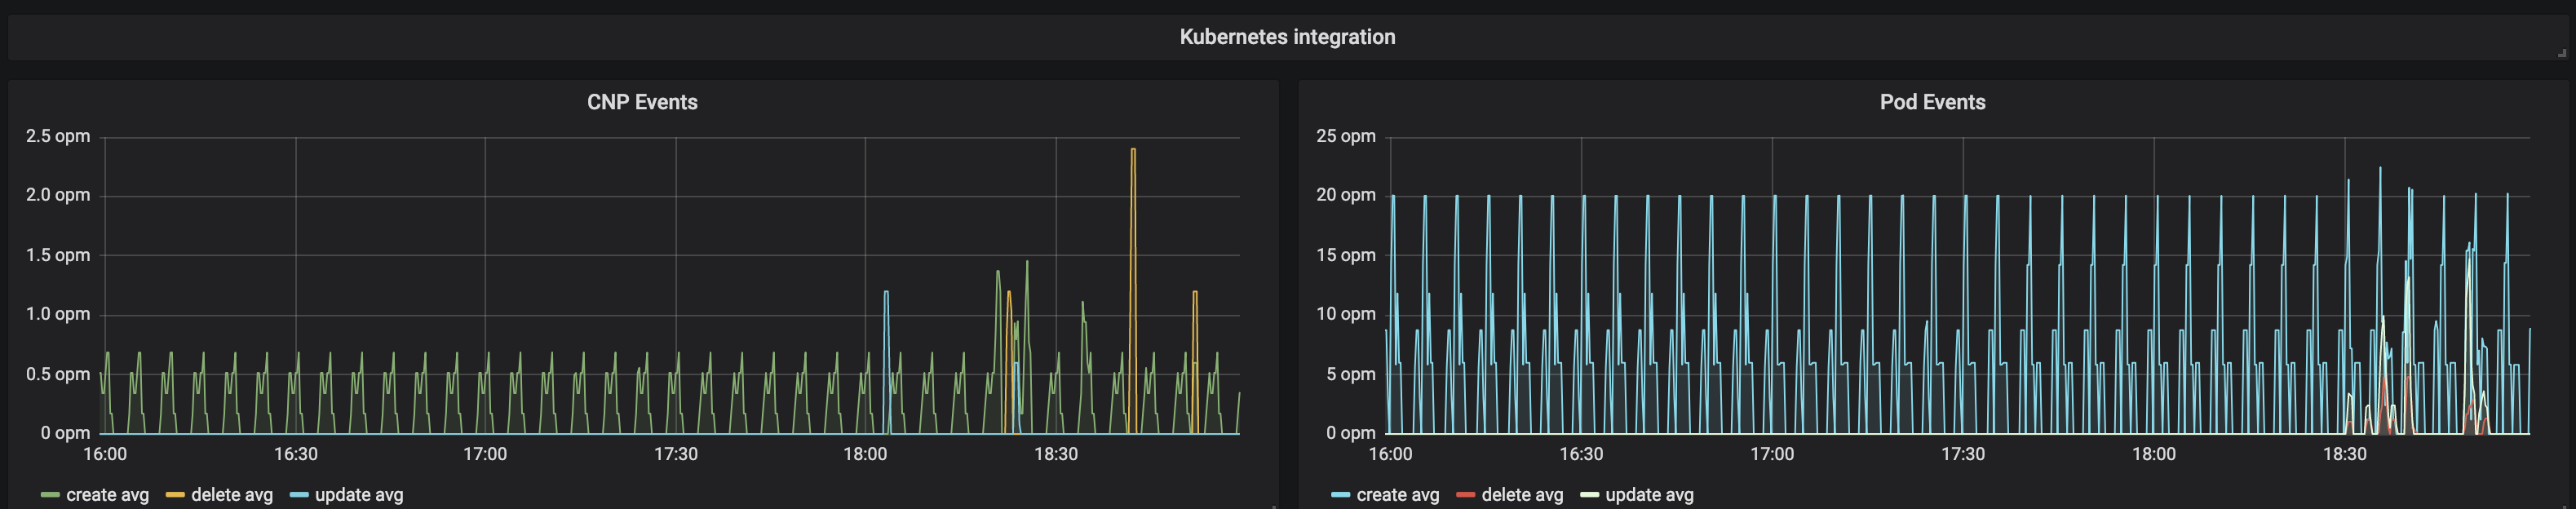 Kubernetes integration
CNP Events
2.5 opm
2.0 opm
1.5 opm
1.0 opm
0.5 opm
0 opm
16:00 16:30 17:00 17:30 18:00 18:30
create avg delete avg update avg
Pod Events
25 opm
20 opm
15 opm
10 opm
5 opm
0 opm
16:00 16:30 17:00 17:30 18:00 18:30
create avg delete avg update avg